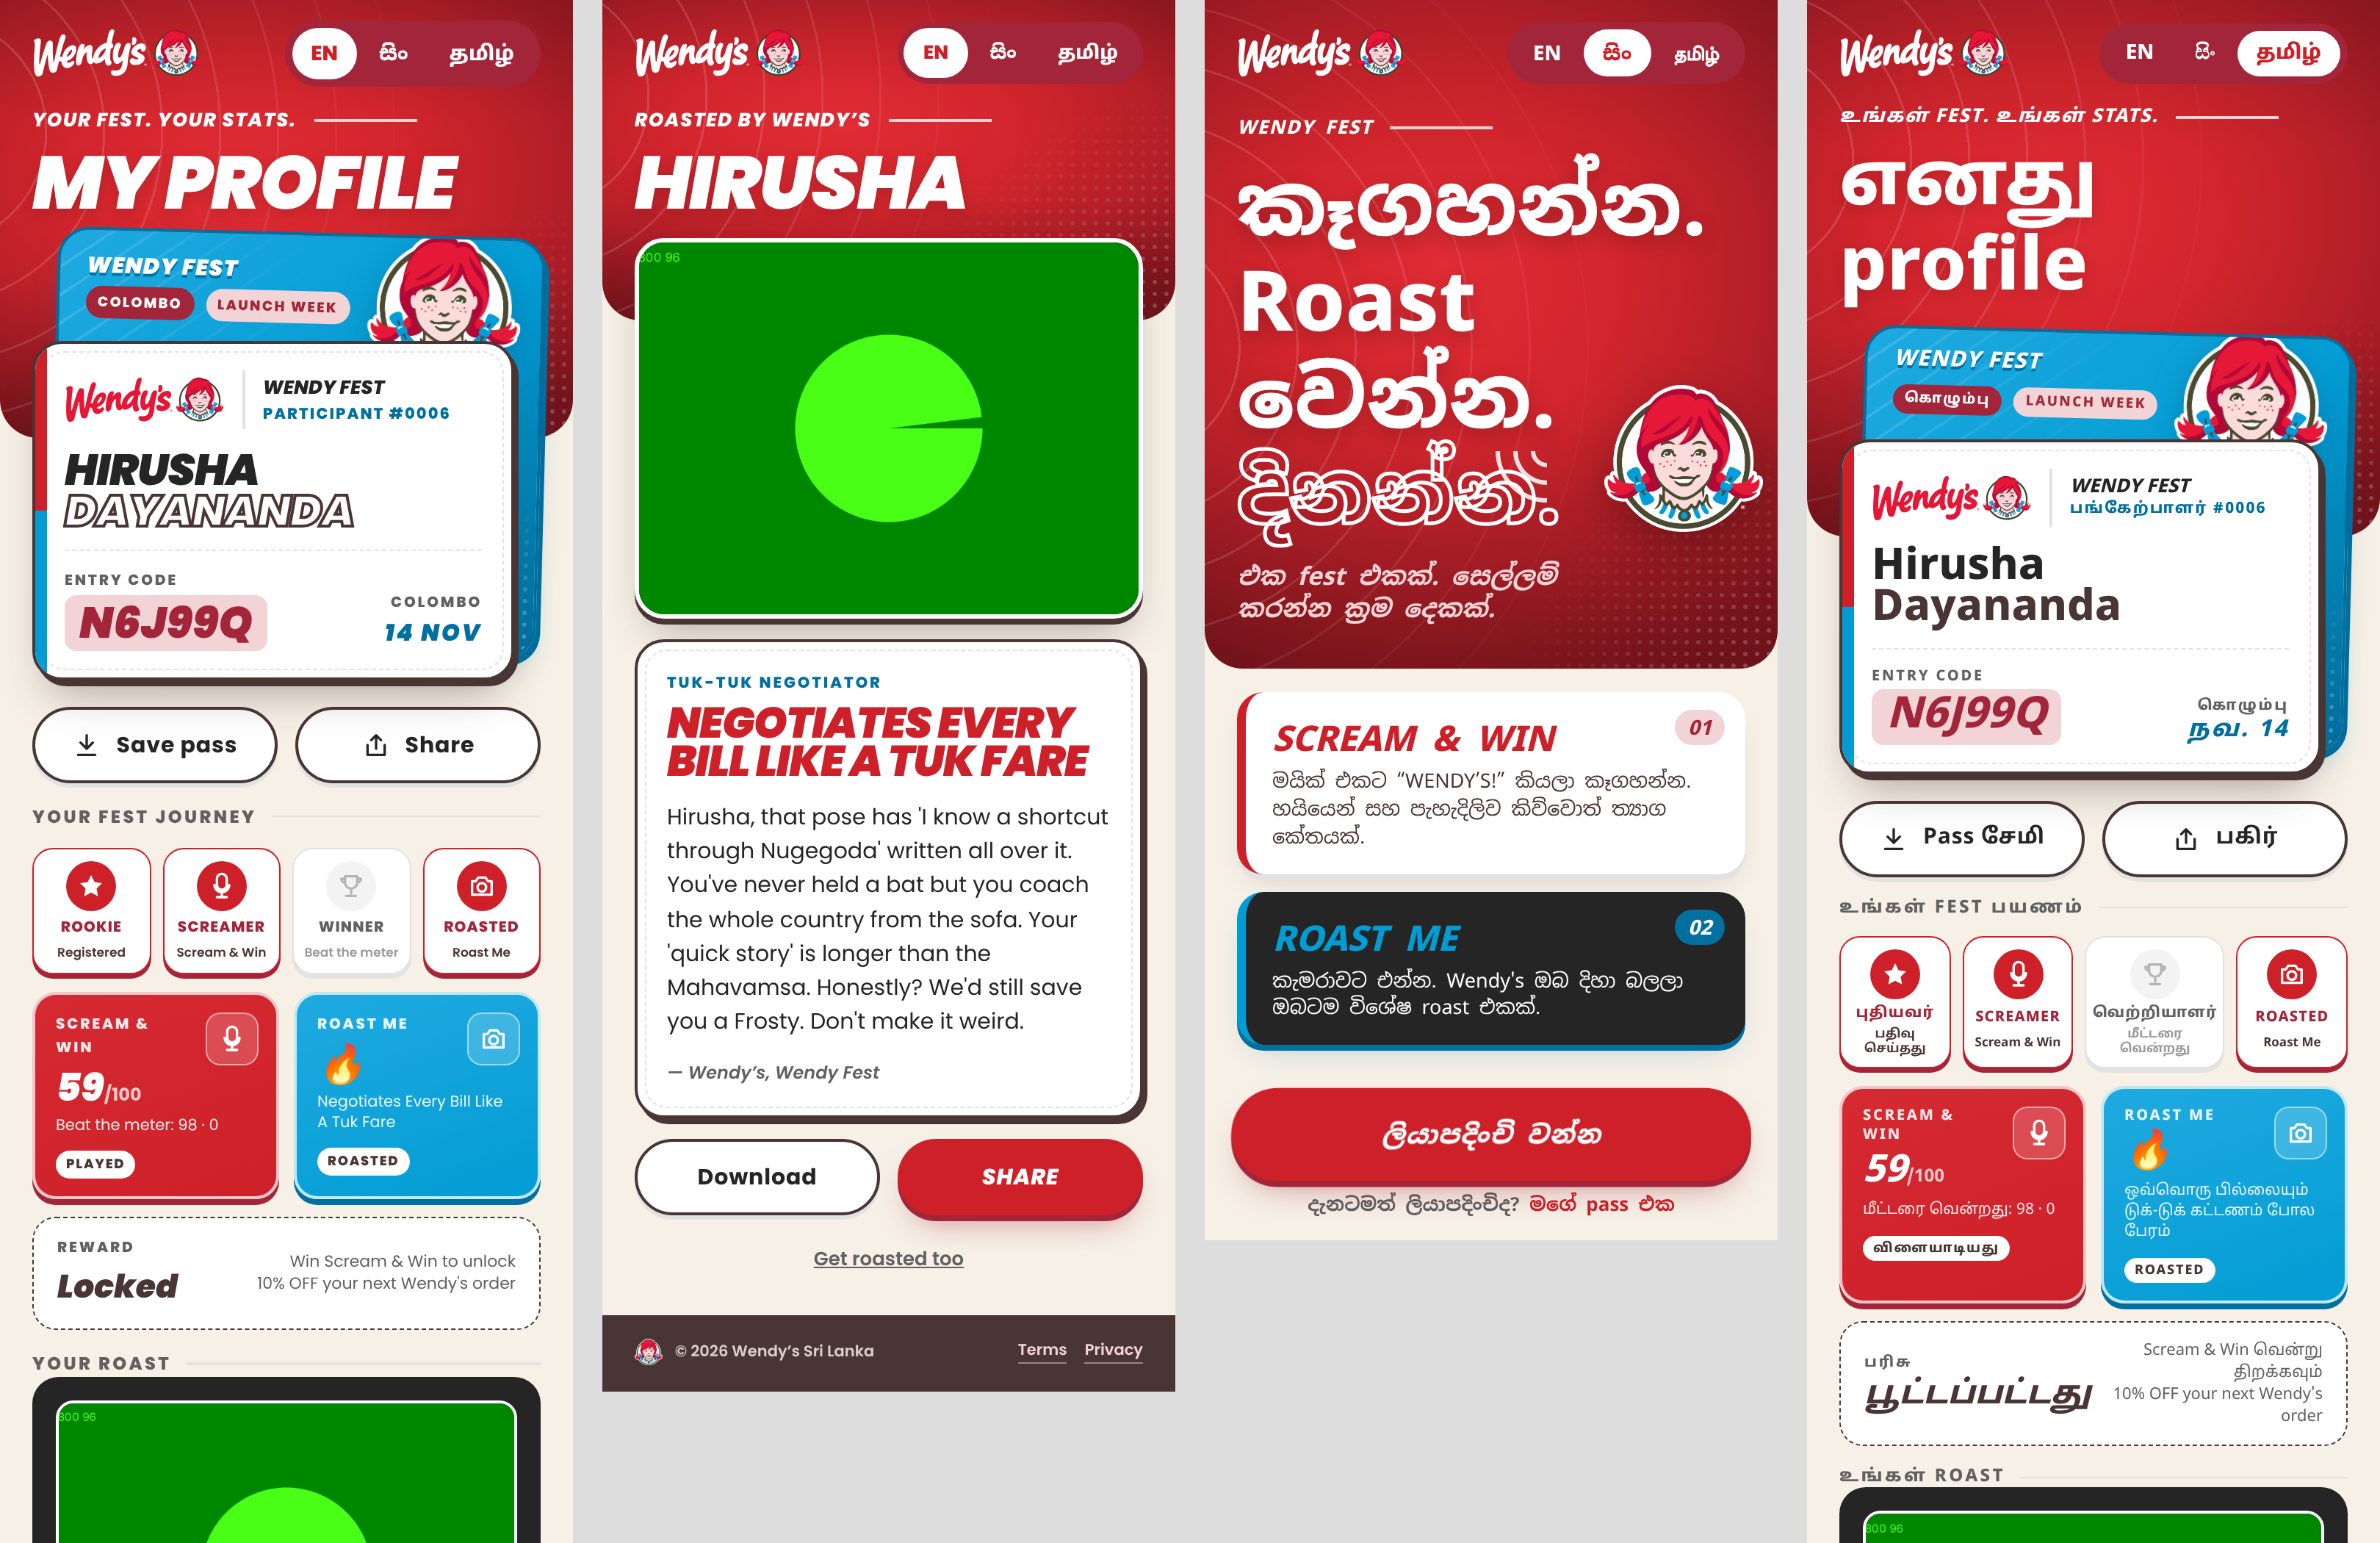 Wendy's
EN සිං தமிழ்
YOUR FEST. YOUR STATS.
MY PROFILE
WENDY FEST
COLOMBO LAUNCH WEEK
Wendy's
WENDY FEST
PARTICIPANT #0006
HIRUSHA
DAYANANDA
ENTRY CODE
N6J99Q
COLOMBO
14 NOV
Save pass
Share
YOUR FEST JOURNEY
ROOKIE
Registered
SCREAMER
Scream & Win
WINNER
Beat the meter
ROASTED
Roast Me
SCREAM &
WIN
59/100
Beat the meter: 98 · 0
PLAYED
ROAST ME
🔥
Negotiates Every Bill Like
A Tuk Fare
ROASTED
REWARD
Locked
Win Scream & Win to unlock
10% OFF your next Wendy's order
YOUR ROAST
800 96
Wendy's
EN සිං தமிழ்
ROASTED BY WENDY’S
HIRUSHA
800 96
TUK-TUK NEGOTIATOR
NEGOTIATES EVERY
BILL LIKE A TUK FARE
Hirusha, that pose has 'I know a shortcut
through Nugegoda' written all over it.
You've never held a bat but you coach
the whole country from the sofa. Your
'quick story' is longer than the
Mahavamsa. Honestly? We'd still save
you a Frosty. Don't make it weird.
— Wendy’s, Wendy Fest
Download
SHARE
Get roasted too
© 2026 Wendy’s Sri Lanka
Terms Privacy
Wendy's
EN සිං தமிழ்
WENDY FEST
කෑගහන්න.
Roast
වෙන්න.
දිනන්න.
එක fest එකක්. සෙල්ලම්
කරන්න ක්‍රම දෙකක්.
SCREAM & WIN
01
මයික් එකට “WENDY’S!” කියලා කෑගහන්න.
හයියෙන් සහ පැහැදිලිව කිව්වොත් ත්‍යාග
කේතයක්.
ROAST ME
02
කැමරාවට එන්න. Wendy's ඔබ දිහා බලලා
ඔබටම විශේෂ roast එකක්.
ලියාපදිංචි වන්න
දැනටමත් ලියාපදිංචිද? මගේ pass එක
Wendy's
EN සිං தமிழ்
உங்கள் FEST. உங்கள் STATS.
எனது
profile
WENDY FEST
கொழும்பு LAUNCH WEEK
Wendy's
WENDY FEST
பங்கேற்பாளர் #0006
Hirusha
Dayananda
ENTRY CODE
N6J99Q
கொழும்பு
நவ. 14
Pass சேமி
பகிர்
உங்கள் FEST பயணம்
புதியவர்
பதிவு
செய்தது
SCREAMER
Scream & Win
வெற்றியாளர்
மீட்டரை
வென்றது
ROASTED
Roast Me
SCREAM &
WIN
59/100
மீட்டரை வென்றது: 98 · 0
விளையாடியது
ROAST ME
🔥
ஒவ்வொரு பில்லையும்
டுக்-டுக் கட்டணம் போல
பேரம்
ROASTED
பரிசு
பூட்டப்பட்டது
Scream & Win வென்று
திறக்கவும்
10% OFF your next Wendy's
order
உங்கள் ROAST
800 96